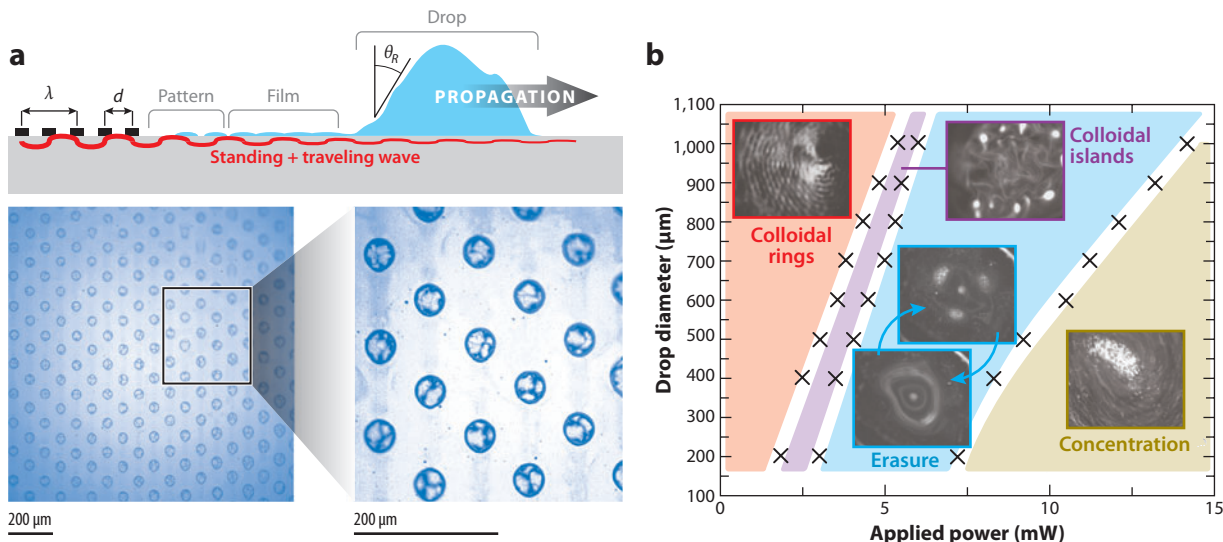 a
Drop
θR
Pattern
Film
λ
d
PROPAGATION
Standing + traveling wave
200 μm
200 μm
b
1,100
1,000
900
800
700
600
500
400
300
200
100
Drop diameter (μm)
Colloidal
rings
Colloidal
islands
Erasure
Concentration
0
5
10
15
Applied power (mW)